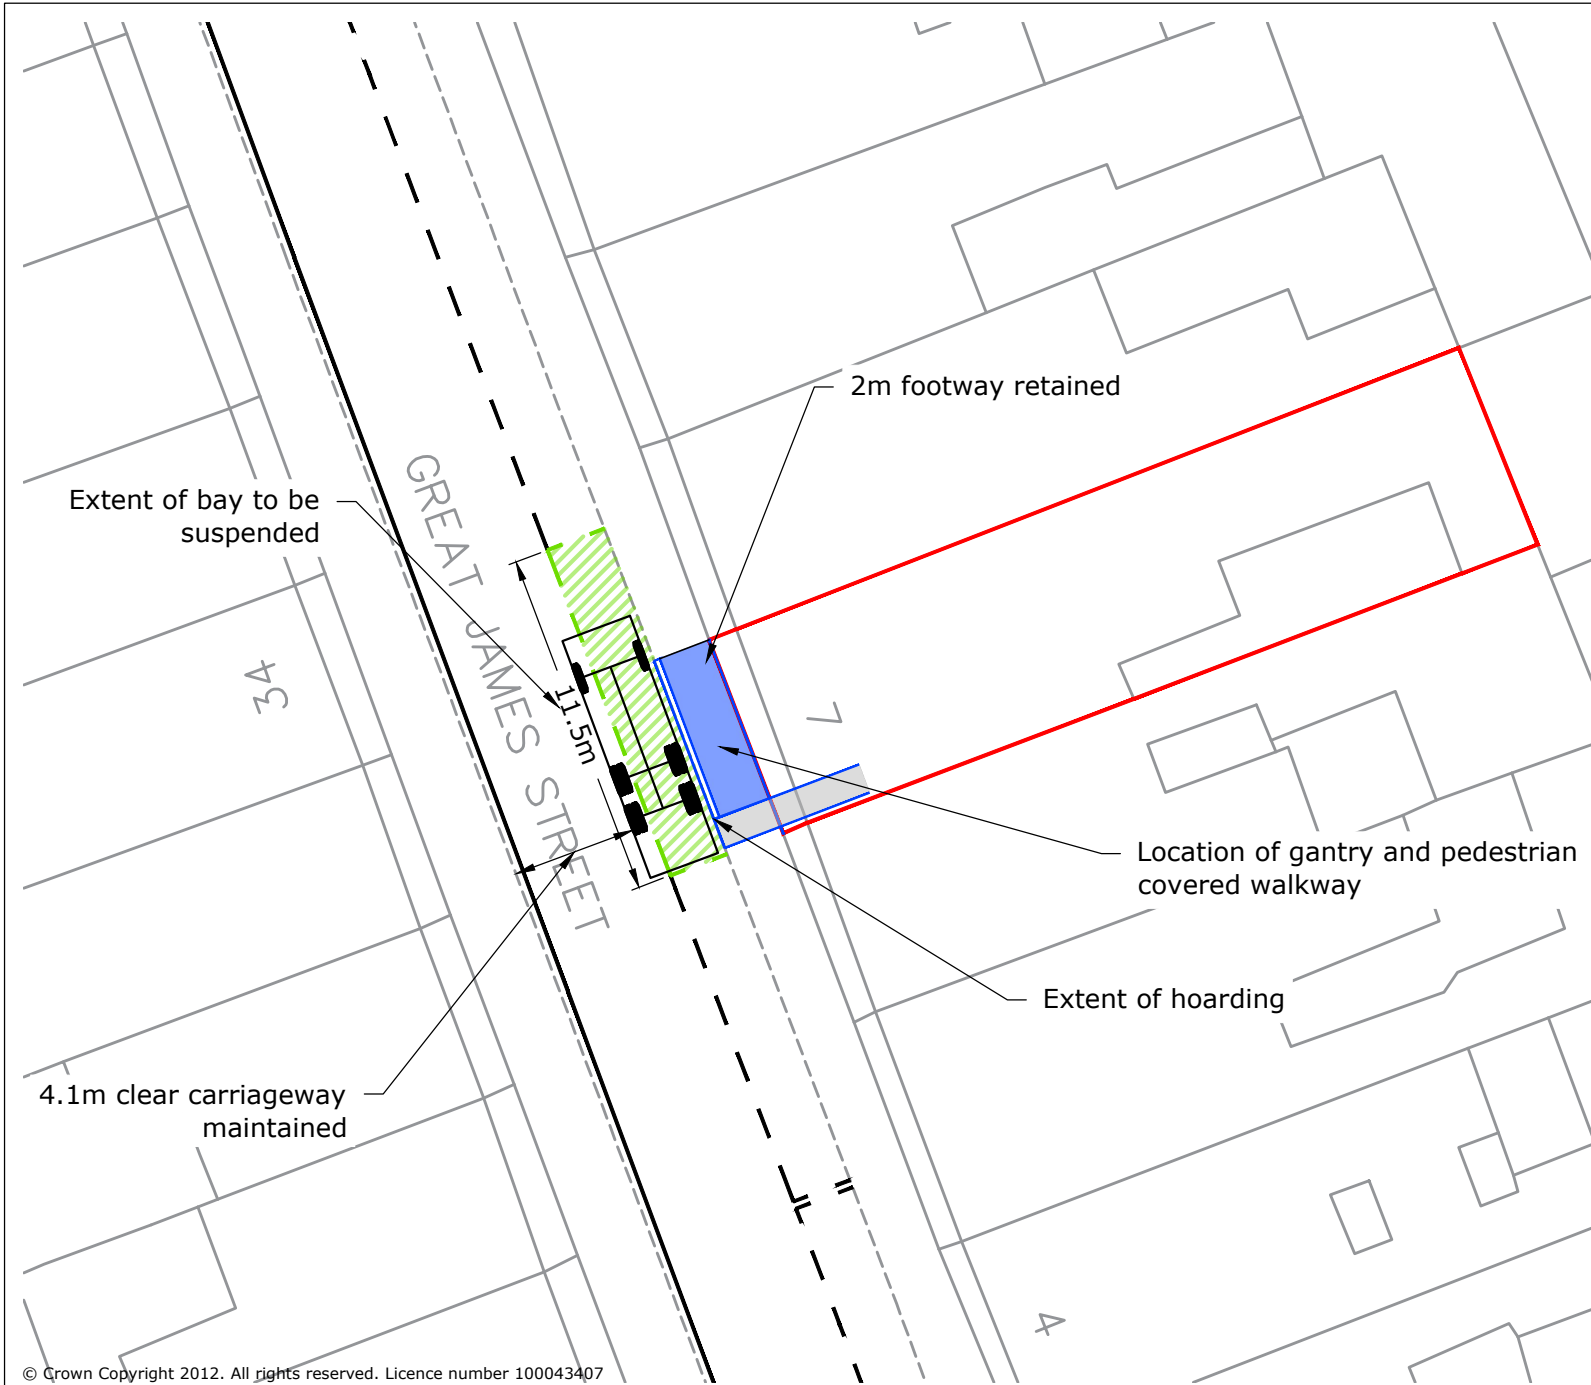 2m footway retained
Extent of bay to be
suspended
GREAT JAMES STREET
34
11.5m
7
Location of gantry and pedestrian
covered walkway
Extent of hoarding
4.1m clear carriageway
maintained
4
© Crown Copyright 2012. All rights reserved. Licence number 100043407